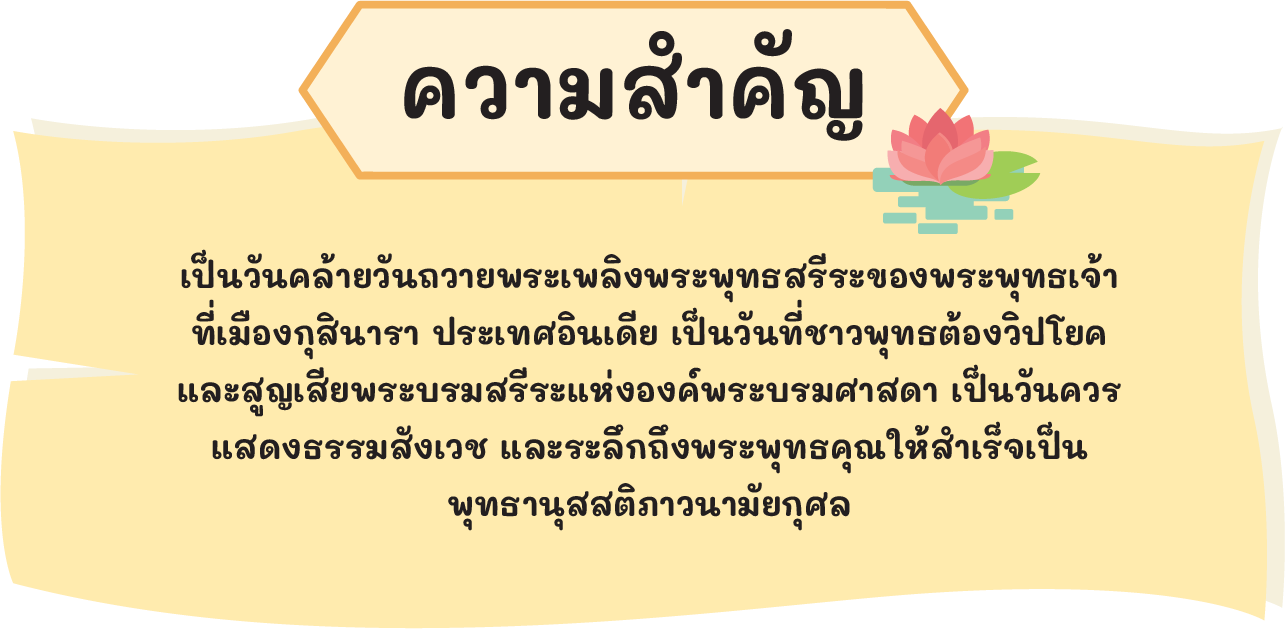 ความสำคัญ
เป็นวันคล้ายวันถวายพระเพลิงพระพุทธสรีระของพระพุทธเจ้า
ที่เมืองกุสินารา ประเทศอินเดีย เป็นวันที่ชาวพุทธต้องวิปโยค
และสูญเสียพระบรมสรีระแห่งองค์พระบรมศาสดา เป็นวันควร
แสดงธรรมสังเวช และระลึกถึงพระพุทธคุณให้สำเร็จเป็น
พุทธานุสสติภาวนามัยกุศล